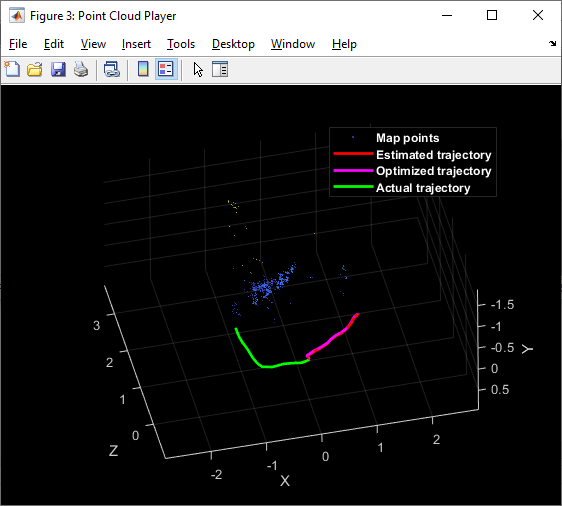 Figure 3: Point Cloud Player
File Edit View Insert Tools Desktop Window Help
Map points
Estimated trajectory
Optimized trajectory
Actual trajectory
-1.5
-1
-0.5
0
0.5
Y
3
2
1
0
Z
-2
-1
0
1
2
X